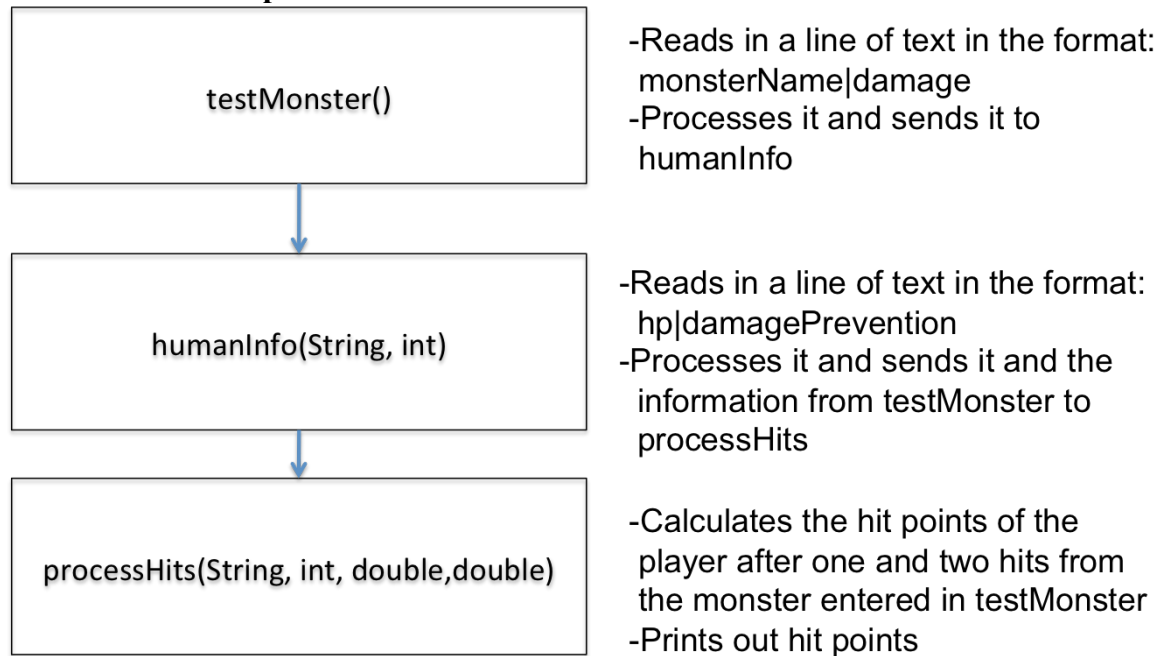 testMonster()
-Reads in a line of text in the format:
monsterName|damage
-Processes it and sends it to
humanInfo
humanInfo(String, int)
-Reads in a line of text in the format:
hp|damagePrevention
-Processes it and sends it and the
information from testMonster to
processHits
processHits(String, int, double,double)
-Calculates the hit points of the
player after one and two hits from
the monster entered in testMonster
-Prints out hit points